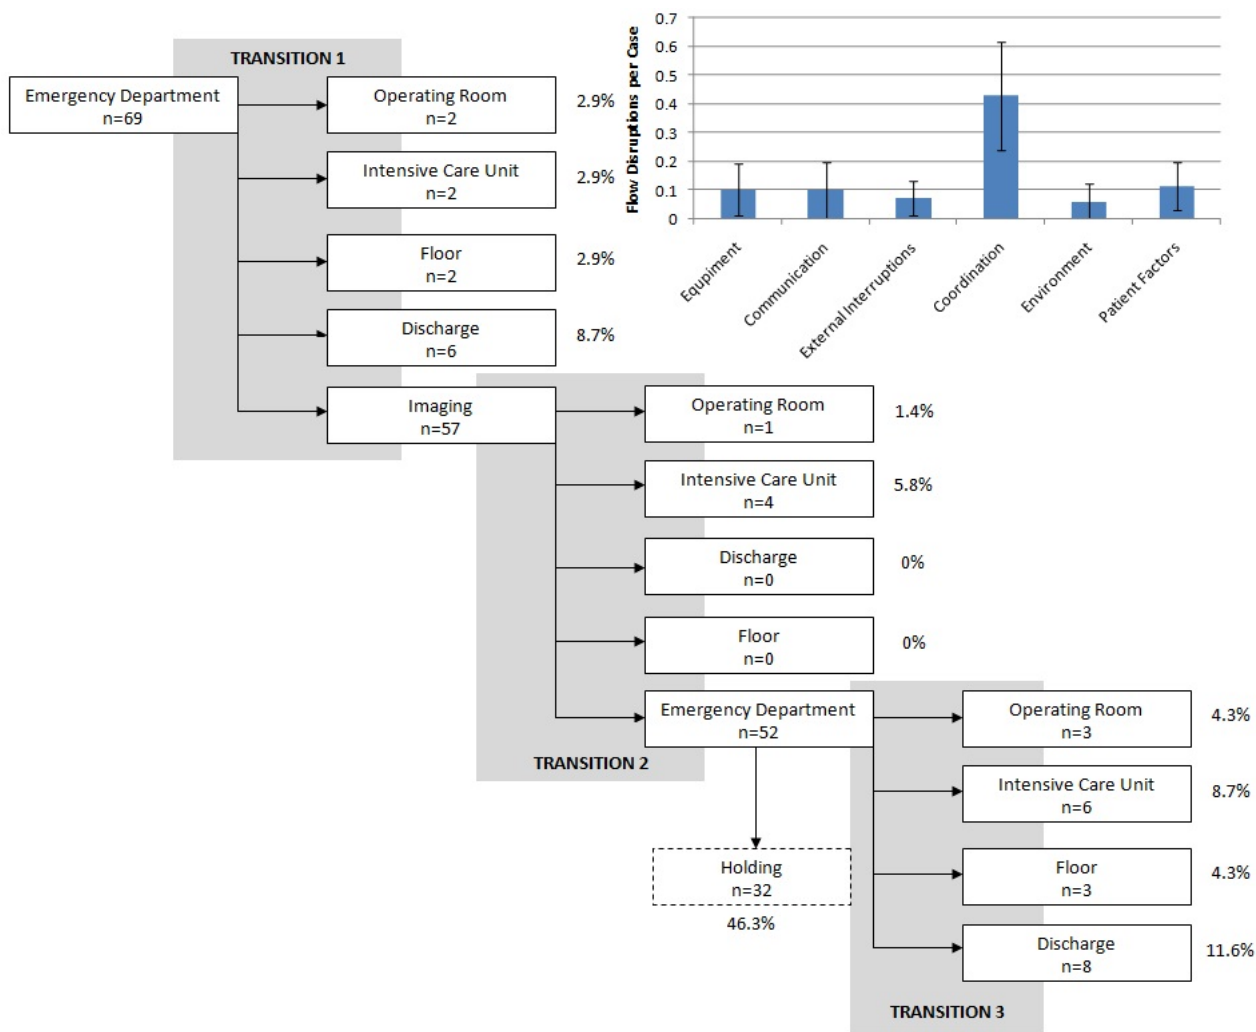 TRANSITION 1
Emergency Department
n=69
Operating Room
n=2
2.9%
Intensive Care Unit
n=2
2.9%
Floor
n=2
2.9%
Discharge
n=6
8.7%
Imaging
n=57
Flow Disruptions per Case
0.7
0.6
0.5
0.4
0.3
0.2
0.1
0
Equpiment
Communication
External Interruptions
Coordination
Environment
Patient Factors
Operating Room
n=1
1.4%
Intensive Care Unit
n=4
5.8%
Discharge
n=0
0%
Floor
n=0
0%
Emergency Department
n=52
TRANSITION 2
Holding
n=32
46.3%
Operating Room
n=3
4.3%
Intensive Care Unit
n=6
8.7%
Floor
n=3
4.3%
Discharge
n=8
11.6%
TRANSITION 3